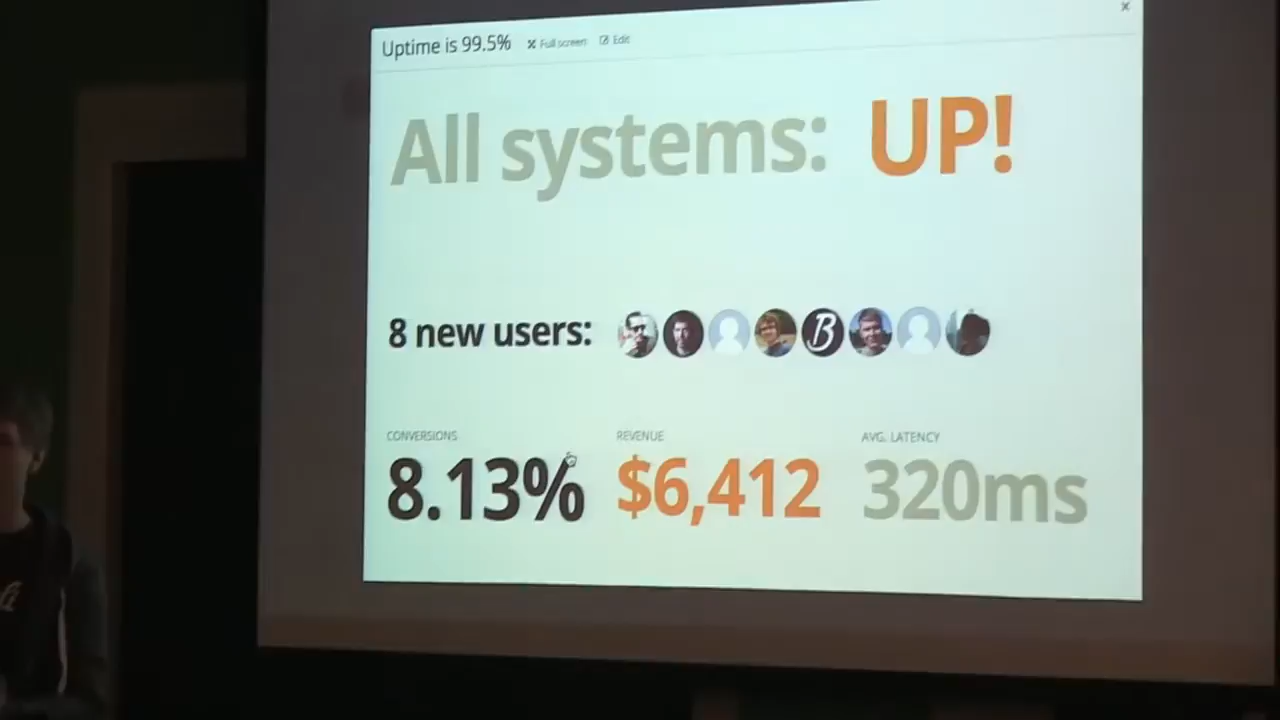 Uptime is 99.5% Full screen Edit
All systems: UP!
8 new users:
B
CONVERSIONS REVENUE AVG. LATENCY
8.13% $6,412 320ms